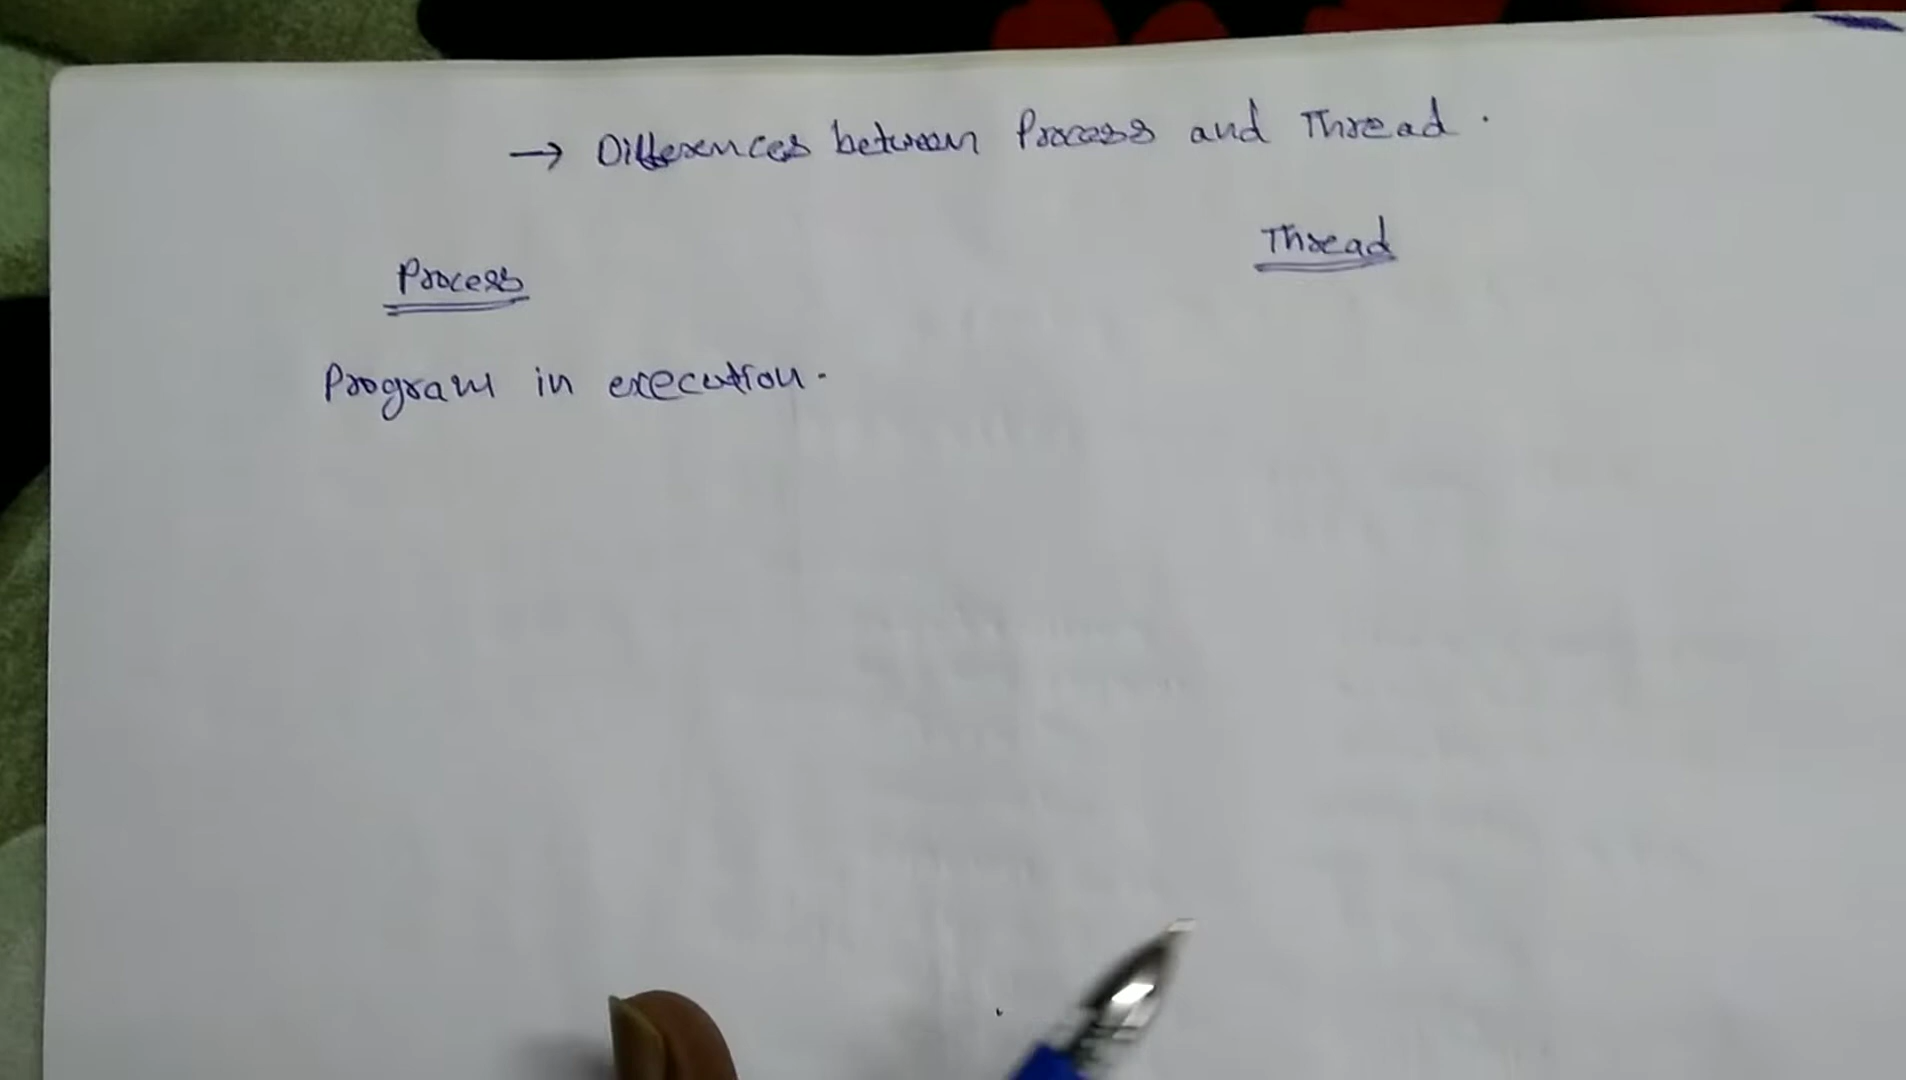 → Differences between Process and Thread.
Process
Thread
Program in execution.